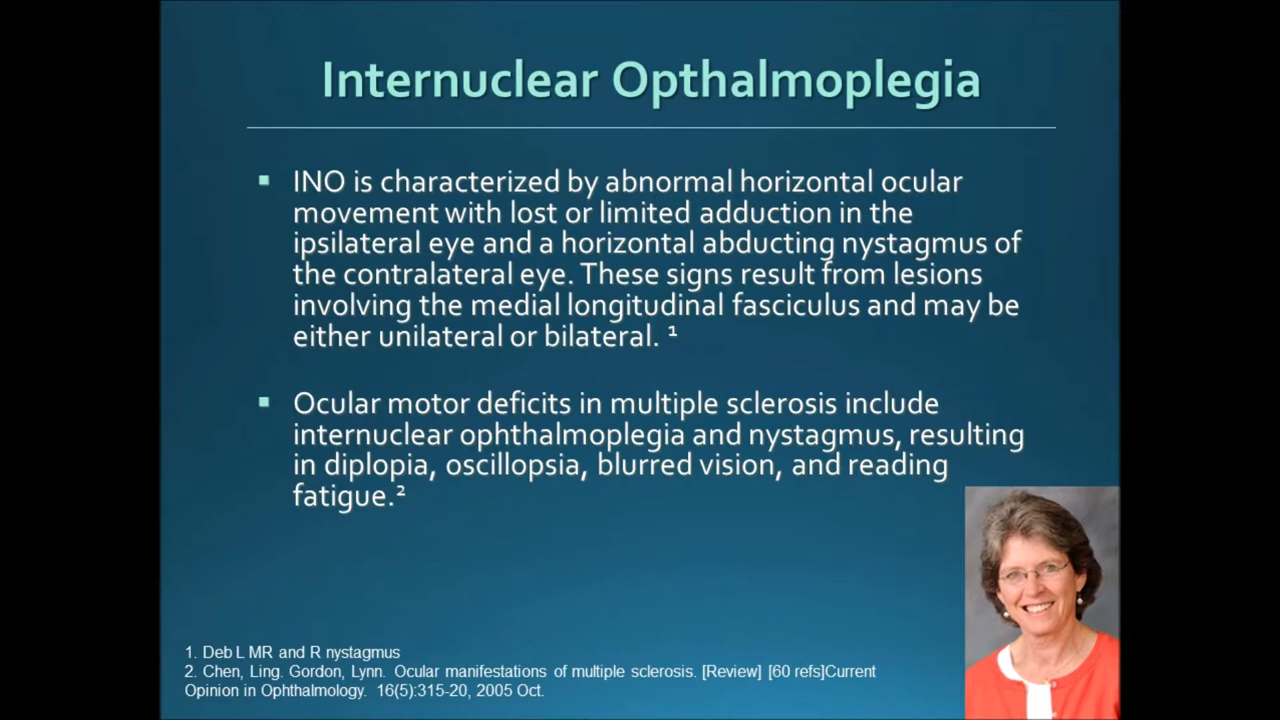 Internuclear Opthalmoplegia
▪ INO is characterized by abnormal horizontal ocular
movement with lost or limited adduction in the
ipsilateral eye and a horizontal abducting nystagmus of
the contralateral eye. These signs result from lesions
involving the medial longitudinal fasciculus and may be
either unilateral or bilateral. ¹
▪ Ocular motor deficits in multiple sclerosis include
internuclear ophthalmoplegia and nystagmus, resulting
in diplopia, oscillopsia, blurred vision, and reading
fatigue.²
1. Deb L MR and R nystagmus
2. Chen, Ling. Gordon, Lynn. Ocular manifestations of multiple sclerosis. [Review] [60 refs]Current
Opinion in Ophthalmology. 16(5):315-20, 2005 Oct.